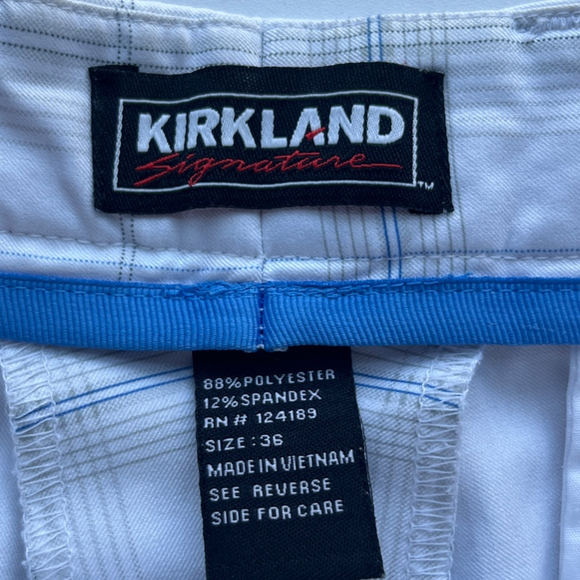 KIRKLAND
Signature
TM
88% POLYESTER
12% SPANDEX
RN# 124189
SIZE : 36
MADE IN VIETNAM
SEE REVERSE
SIDE FOR CARE